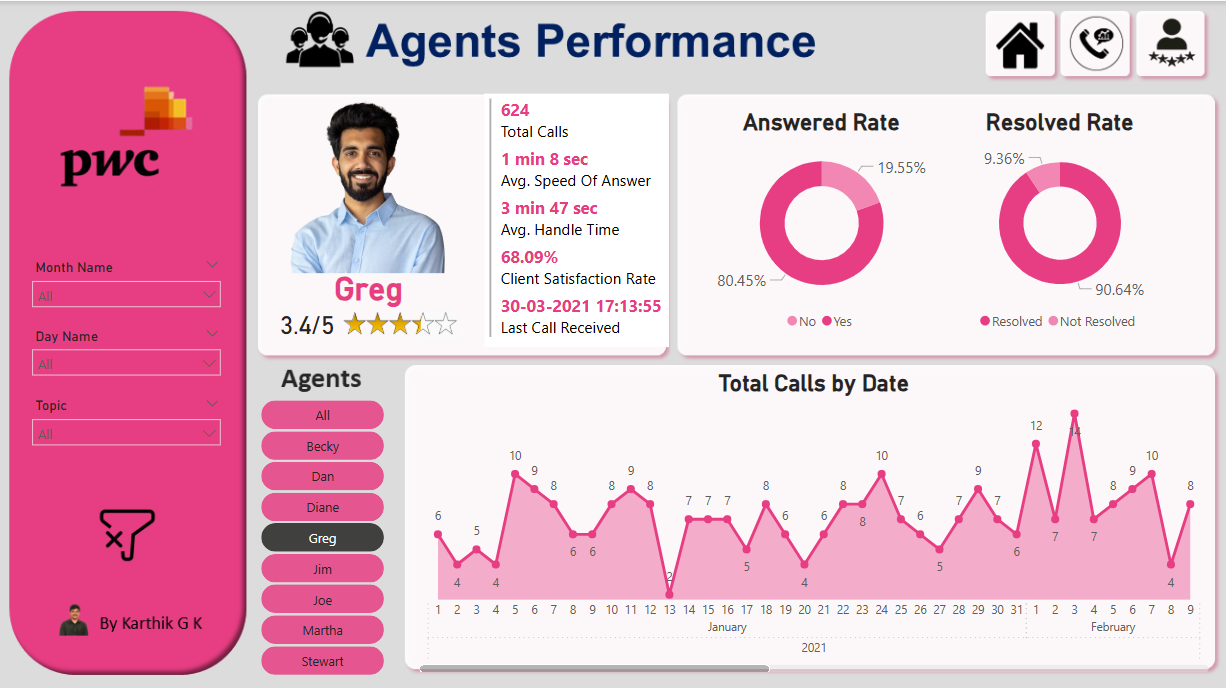 Agents Performance
pwc
Month Name
All
Day Name
All
Topic
All
By Karthik G K
Greg
3.4/5
624
Total Calls
1 min 8 sec
Avg. Speed Of Answer
3 min 47 sec
Avg. Handle Time
68.09%
Client Satisfaction Rate
30-03-2021 17:13:55
Last Call Received
Answered Rate
19.55%
80.45%
No Yes
Resolved Rate
9.36%
90.64%
Resolved Not Resolved
Agents
All
Becky
Dan
Diane
Greg
Jim
Joe
Martha
Stewart
Total Calls by Date
6 4 5 4 10 9 8 6 6 8 9 8 2 7 7 7 5 8 6 4 6 8 8 10 7 6 5 7 9 7 6 12 7 14 7 8 9 10 4 8
1 2 3 4 5 6 7 8 9 10 11 12 13 14 15 16 17 18 19 20 21 22 23 24 25 26 27 28 29 30 31 1 2 3 4 5 6 7 8 9
January February
2021